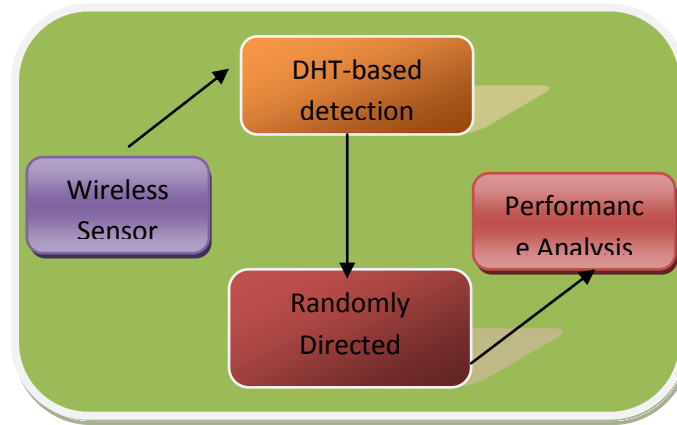 DHT-based
detection
Wireless
Sensor
Performanc
e Analysis
Randomly
Directed